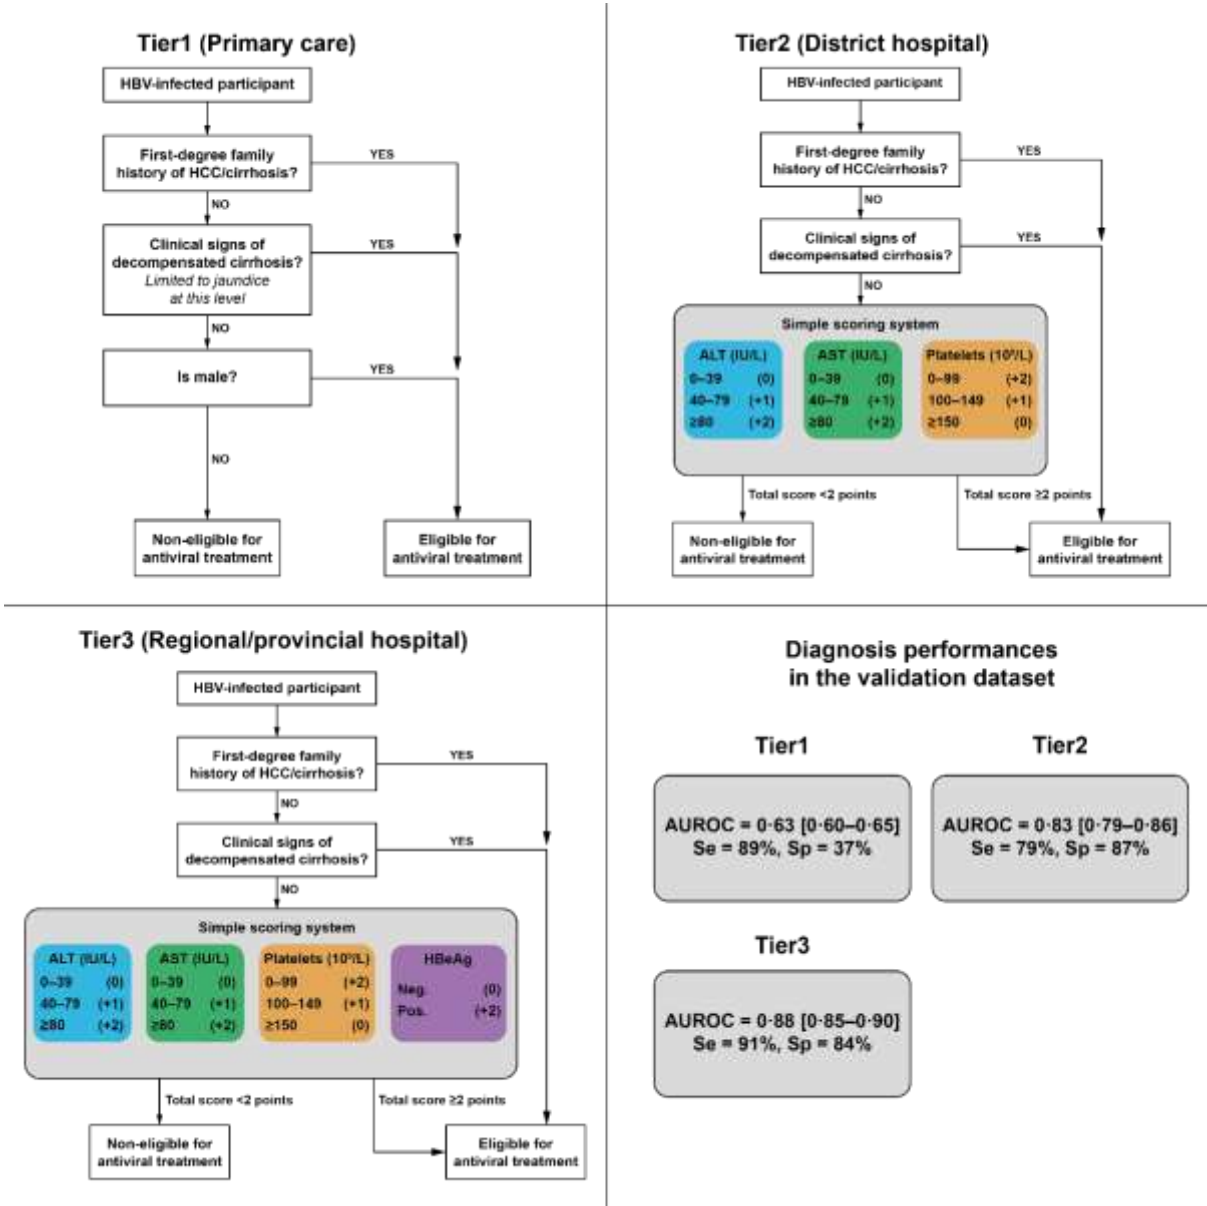 Tier1 (Primary care)
HBV-infected participant
First-degree family
history of HCC/cirrhosis?
YES
NO
Clinical signs of
decompensated cirrhosis?
Limited to jaundice
at this level
YES
NO
Is male?
YES
NO
Non-eligible for
antiviral treatment
Eligible for
antiviral treatment
Tier2 (District hospital)
HBV-infected participant
First-degree family
history of HCC/cirrhosis?
YES
NO
Clinical signs of
decompensated cirrhosis?
YES
NO
Simple scoring system
ALT (IU/L)
0–39 (0)
40–79 (+1)
≥80 (+2)
AST (IU/L)
0–39 (0)
40–79 (+1)
≥80 (+2)
Platelets (10⁹/L)
0–99 (+2)
100–149 (+1)
≥150 (0)
Total score <2 points
Total score ≥2 points
Non-eligible for
antiviral treatment
Eligible for
antiviral treatment
Tier3 (Regional/provincial hospital)
HBV-infected participant
First-degree family
history of HCC/cirrhosis?
YES
NO
Clinical signs of
decompensated cirrhosis?
YES
NO
Simple scoring system
ALT (IU/L)
0–39 (0)
40–79 (+1)
≥80 (+2)
AST (IU/L)
0–39 (0)
40–79 (+1)
≥80 (+2)
Platelets (10⁹/L)
0–99 (+2)
100–149 (+1)
≥150 (0)
HBeAg
Neg. (0)
Pos. (+2)
Total score <2 points
Total score ≥2 points
Non-eligible for
antiviral treatment
Eligible for
antiviral treatment
Diagnosis performances
in the validation dataset
Tier1
AUROC = 0·63 [0·60–0·65]
Se = 89%, Sp = 37%
Tier2
AUROC = 0·83 [0·79–0·86]
Se = 79%, Sp = 87%
Tier3
AUROC = 0·88 [0·85–0·90]
Se = 91%, Sp = 84%